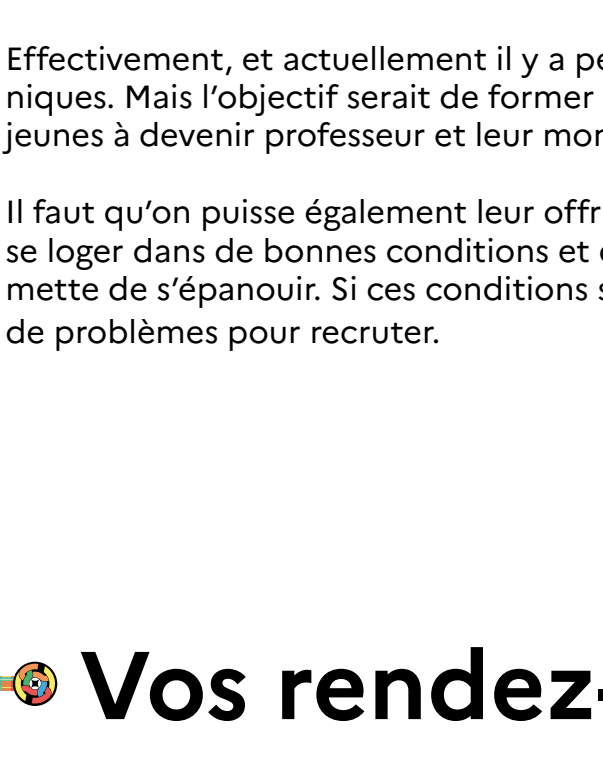 Effectivement, et actuellement il y a pe
niques. Mais l’objectif serait de former
jeunes à devenir professeur et leur mon
Il faut qu’on puisse également leur offr
se loger dans de bonnes conditions et
mette de s’épanouir. Si ces conditions s
de problèmes pour recruter.
Vos rendez-